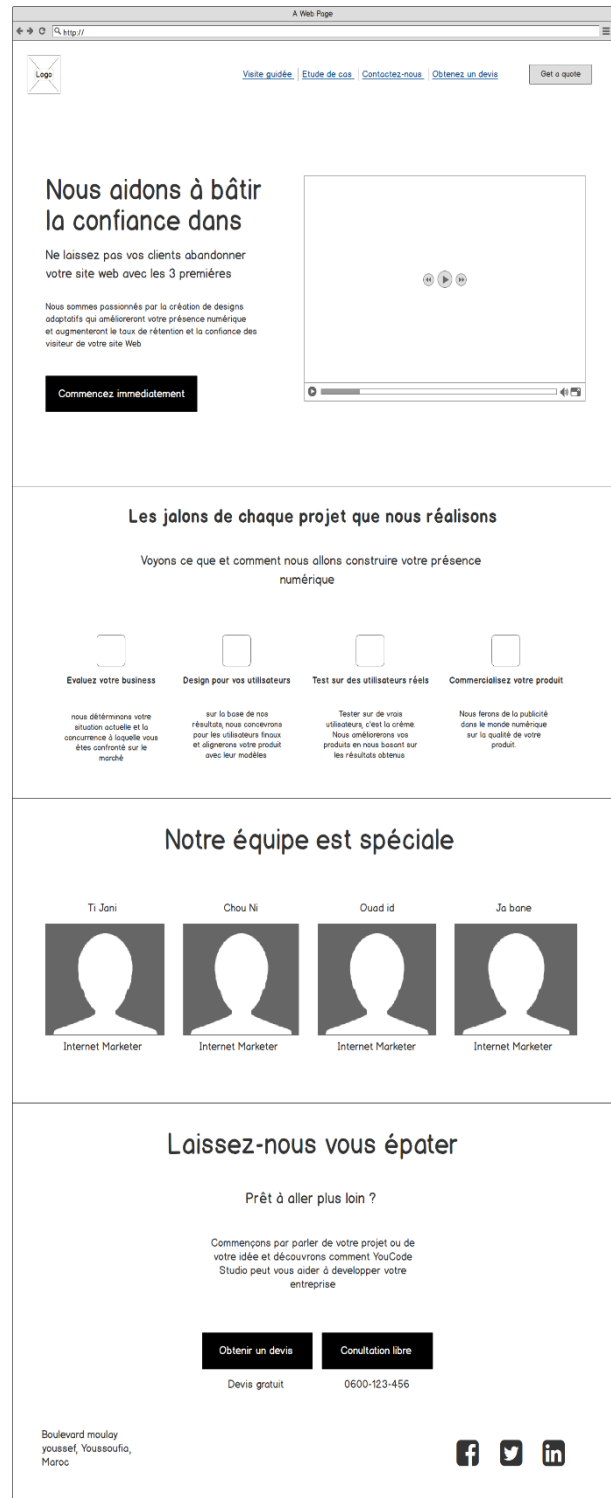 A Web Page
http://
Logo
Visite guidée Etude de cas Contactez-nous Obtenez un devis
Get a quote
Nous aidons à bâtir
la confiance dans
Ne laissez pas vos clients abandonner
votre site web avec les 3 premiéres
Nous sommes passionnés par la création de designs
adaptatifs qui amélioreront votre présence numérique
et augmenteront le taux de rétention et la confiance des
visiteur de votre site Web
Commencez immediatement
Les jalons de chaque projet que nous réalisons
Voyons ce que et comment nous allons construire votre présence
numérique
Evaluez votre business
nous détérminons votre
situation actuelle et la
concurrence à laquelle vous
êtes confronté sur le
marché
Design pour vos utilisateurs
sur la base de nos
résultats, nous concevrons
pour les utilisateurs finaux
et alignerons votre produit
avec leur modèles
Test sur des utilisateurs réels
Tester sur de vrais
utilisateurs, c'est la créme.
Nous améliorerons vos
produits en nous basant sur
les résultats obtenus
Commercialisez votre produit
Nous ferons de la publicité
dans le monde numérique
sur la qualité de votre
produit.
Notre équipe est spéciale
Ti Jani
Chou Ni
Ouad id
Ja bane
Internet Marketer
Internet Marketer
Internet Marketer
Internet Marketer
Laissez-nous vous épater
Prêt à aller plus loin ?
Commençons par parler de votre projet ou de
votre idée et découvrons comment YouCode
Studio peut vous aider à developper votre
entreprise
Obtenir un devis
Conultation libre
Devis gratuit
0600-123-456
Boulevard moulay
youssef, Youssoufia,
Maroc